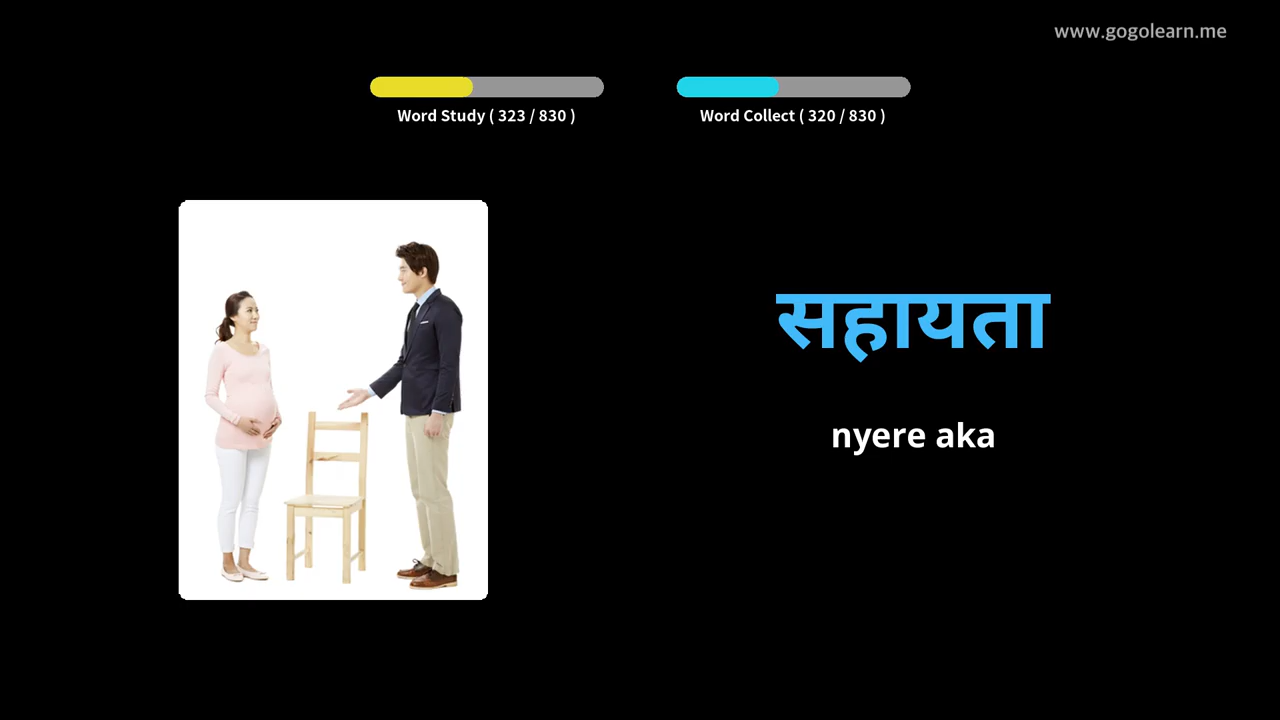 www.gogolearn.me
Word Study ( 323 / 830 )
Word Collect ( 320 / 830 )
सहायता
nyere aka